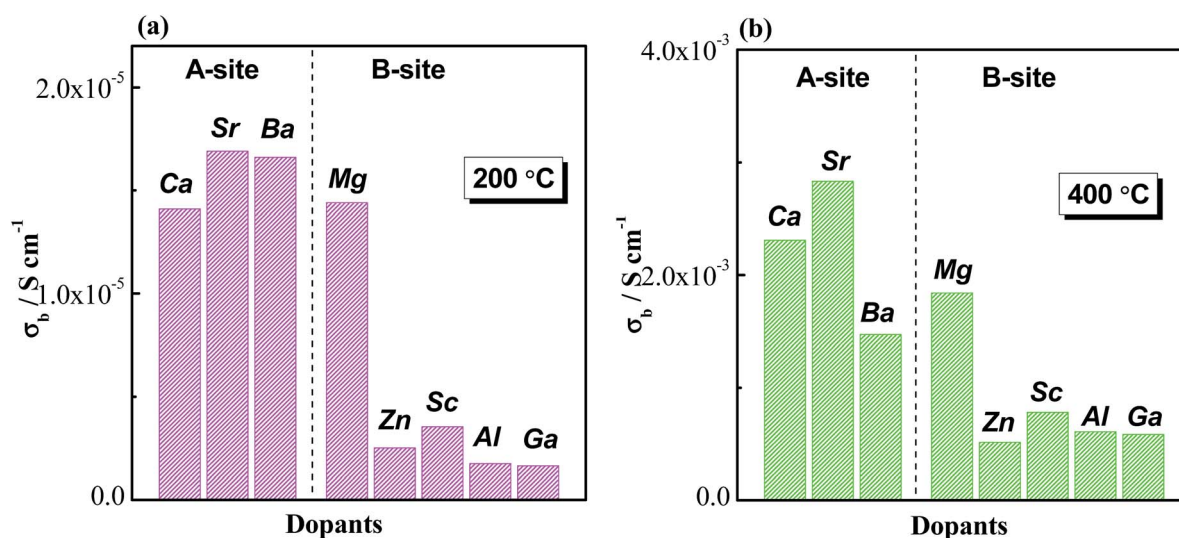 (a)
A-site B-site
2.0x10⁻⁵
Sr Ba
Ca Mg
200 °C
1.0x10⁻⁵
σ_b / S cm⁻¹
Zn Sc Al Ga
0.0
Dopants
(b)
4.0x10⁻³
A-site B-site
Sr
400 °C
Ca
2.0x10⁻³
Mg
Ba
σ_b / S cm⁻¹
Zn Sc Al Ga
0.0
Dopants